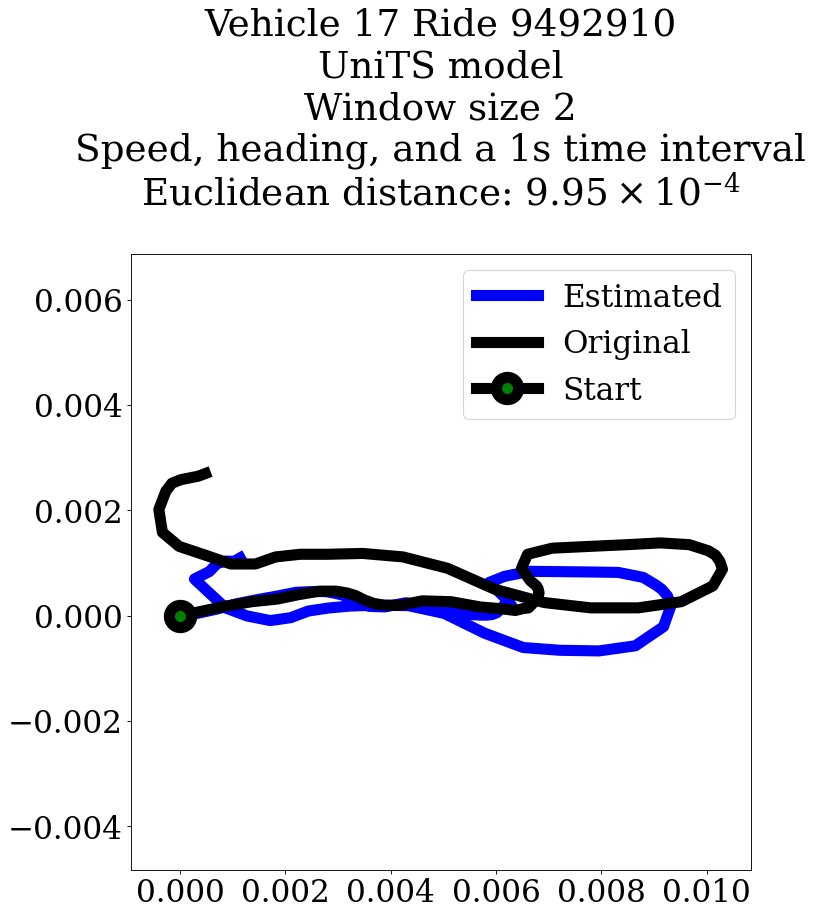 Vehicle 17 Ride 9492910
UniTS model
Window size 2
Speed, heading, and a 1s time interval
Euclidean distance: 9.95 × 10⁻⁴
Estimated
Original
Start
0.006
0.004
0.002
0.000
−0.002
−0.004
0.000 0.002 0.004 0.006 0.008 0.010